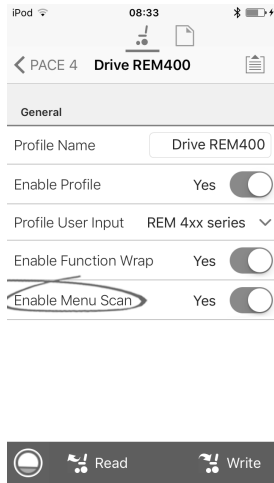 iPod 08:33
PACE 4 Drive REM400
General
Profile Name Drive REM400
Enable Profile Yes
Profile User Input REM 4xx series
Enable Function Wrap Yes
Enable Menu Scan Yes
Read Write